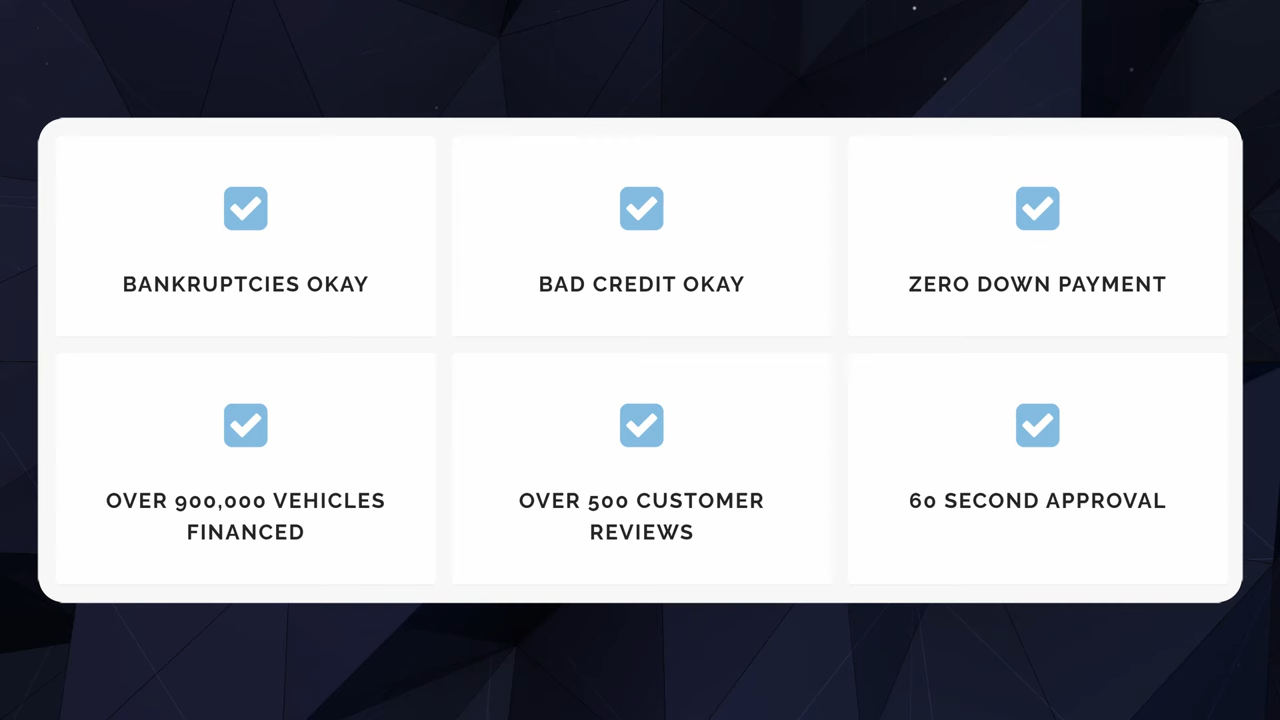 BANKRUPTCIES OKAY
BAD CREDIT OKAY
ZERO DOWN PAYMENT
OVER 900,000 VEHICLES
FINANCED
OVER 500 CUSTOMER
REVIEWS
60 SECOND APPROVAL